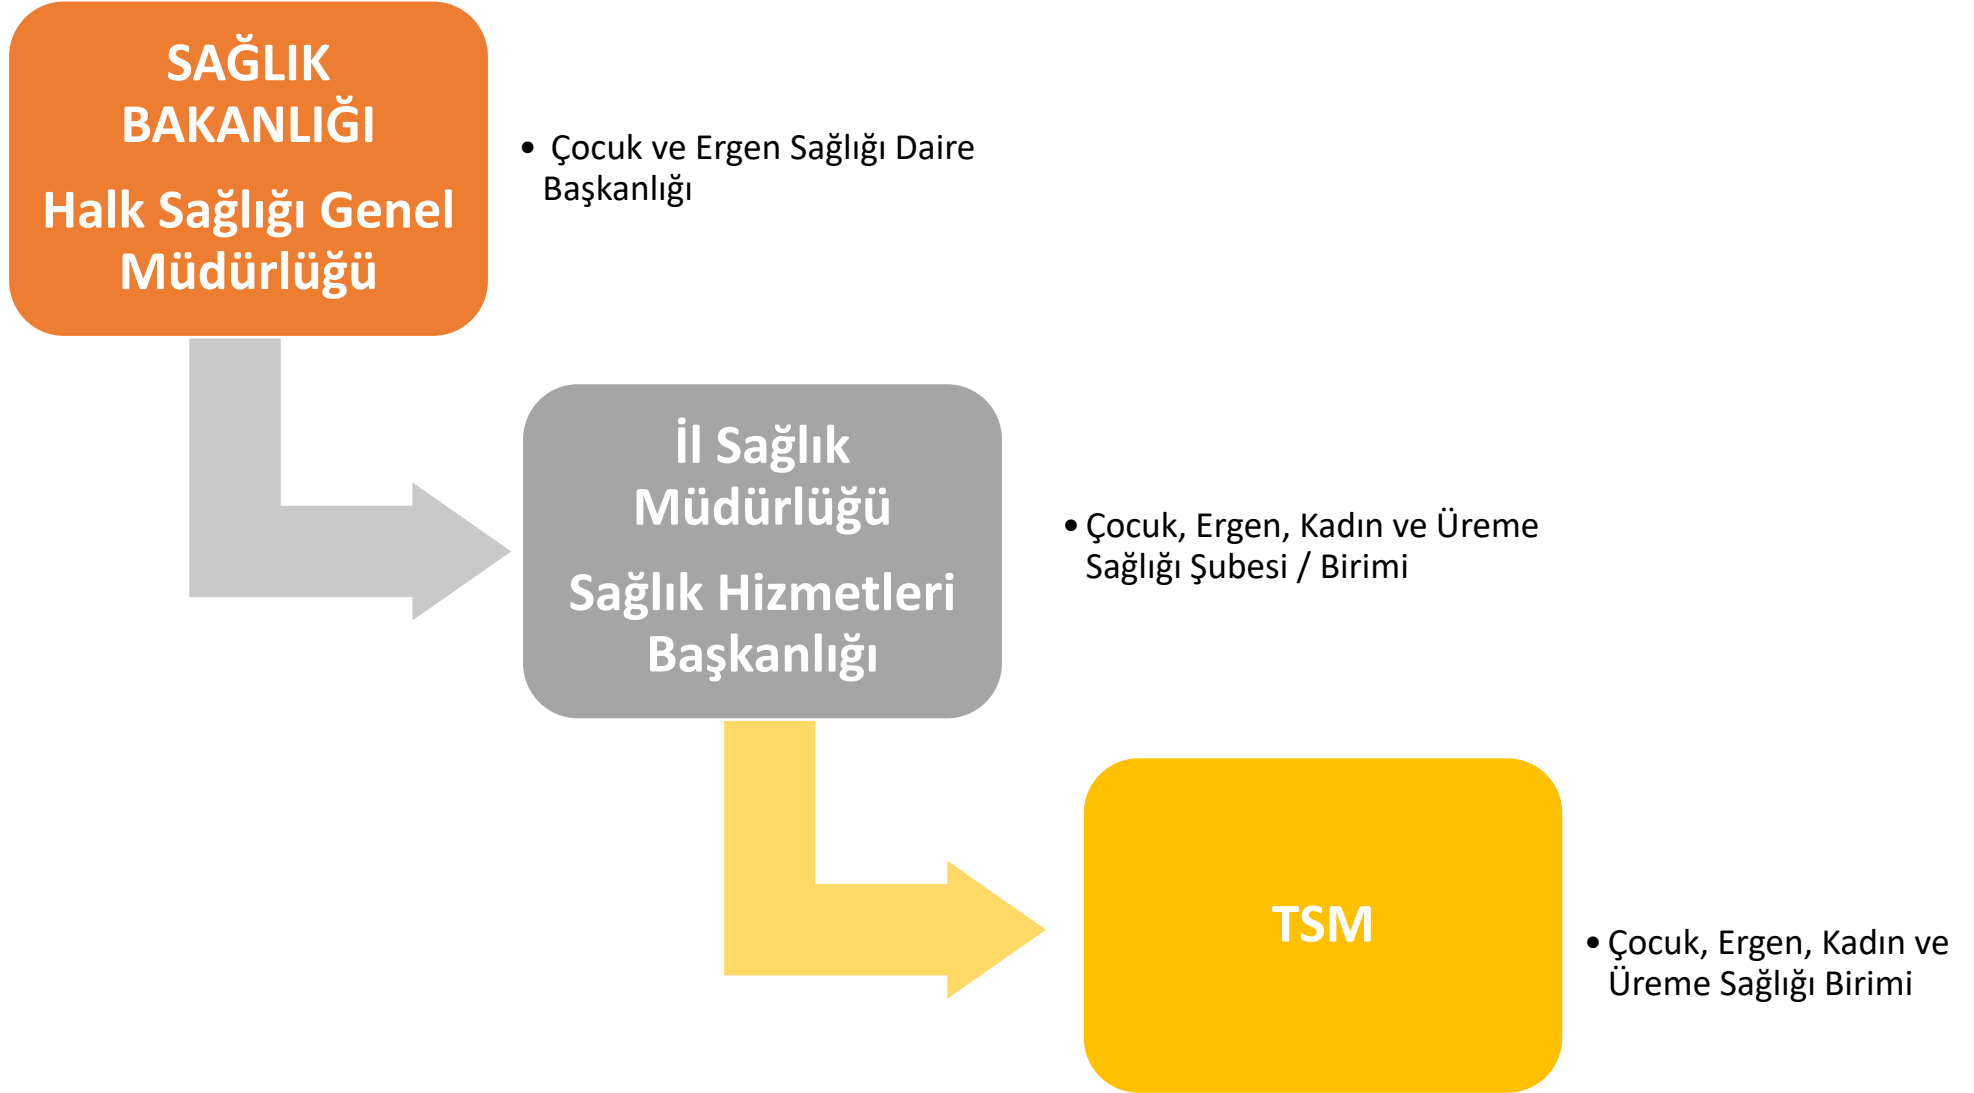 SAĞLIK
BAKANLIĞI
Halk Sağlığı Genel
Müdürlüğü
• Çocuk ve Ergen Sağlığı Daire
Başkanlığı
İl Sağlık
Müdürlüğü
Sağlık Hizmetleri
Başkanlığı
• Çocuk, Ergen, Kadın ve Üreme
Sağlığı Şubesi / Birimi
TSM
• Çocuk, Ergen, Kadın ve
Üreme Sağlığı Birimi